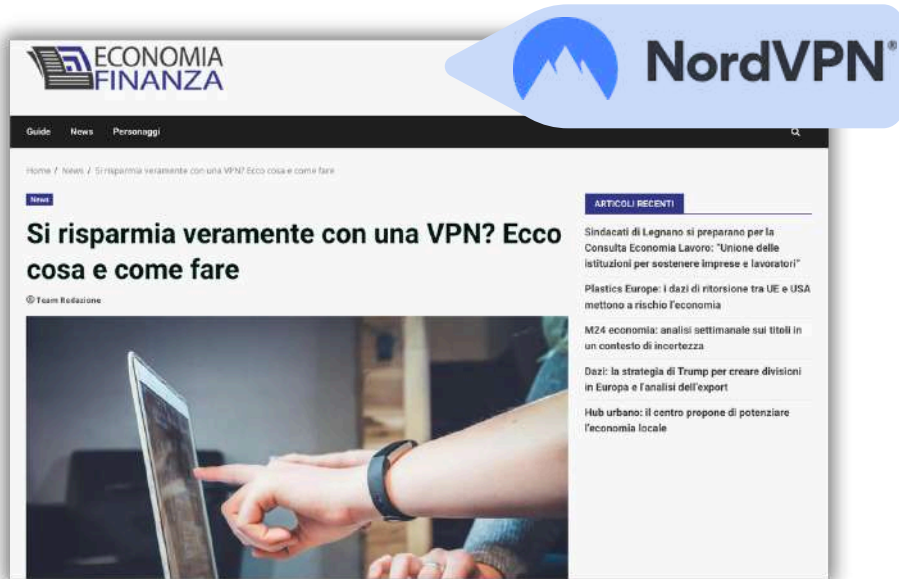 ECONOMIA
FINANZA
NordVPN®
Guide News Personaggi
Home / News / Si risparmia veramente con una VPN? Ecco cosa e come fare
News
Si risparmia veramente con una VPN? Ecco
cosa e come fare
Team Redazione
ARTICOLI RECENTI
Sindacati di Legnano si preparano per la
Consulta Economia Lavoro: "Unione delle
istituzioni per sostenere imprese e lavoratori"
Plastics Europe: i dazi di ritorsione tra UE e USA
mettono a rischio l'economia
M24 economia: analisi settimanale sui titoli in
un contesto di incertezza
Dazi: la strategia di Trump per creare divisioni
in Europa e l'analisi dell'export
Hub urbano: il centro propone di potenziare
l'economia locale